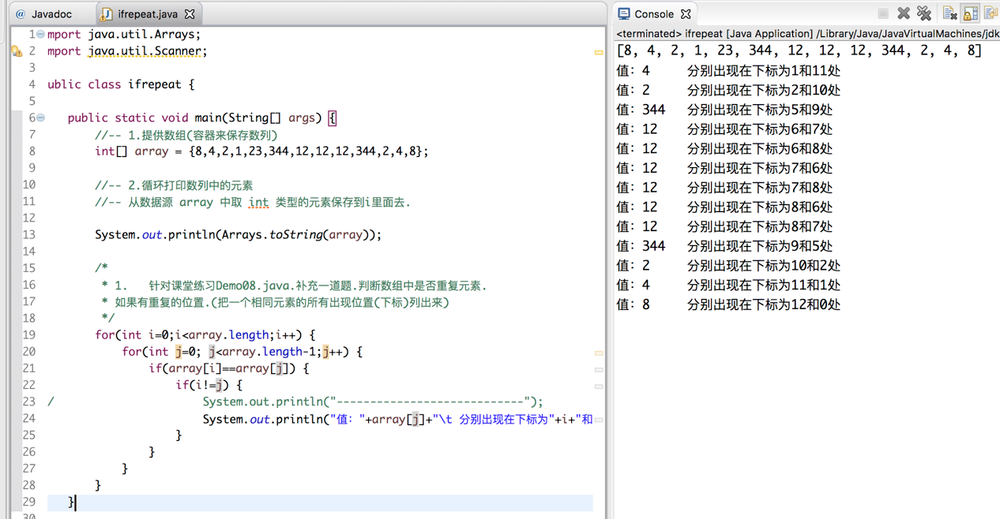 @ Javadoc
ifrepeat.java
1 mport java.util.Arrays;
2 mport java.util.Scanner;
3
4 ublic class ifrepeat {
5
6 public static void main(String[] args) {
7 //-- 1.提供数组(容器来保存数列)
8 int[] array = {8,4,2,1,23,344,12,12,12,344,2,4,8};
9
10 //-- 2.循环打印数列中的元素
11 //-- 从数据源 array 中取 int 类型的元素保存到i里面去.
12
13 System.out.println(Arrays.toString(array));
14
15 /*
16 * 1. 针对课堂练习Demo08.java.补充一道题.判断数组中是否重复元素.
17 * 如果有重复的位置.(把一个相同元素的所有出现位置(下标)列出来)
18 */
19 for(int i=0;i<array.length;i++) {
20 for(int j=0; j<array.length-1;j++) {
21 if(array[i]==array[j]) {
22 if(i!=j) {
23 / System.out.println("----------------------------");
24 System.out.println("值: "+array[j]+"\t 分别出现在下标为"+i+"和
25 }
26 }
27 }
28 }
29 }
30
Console
<terminated> ifrepeat [Java Application] /Library/Java/JavaVirtualMachines/jdk
[8, 4, 2, 1, 23, 344, 12, 12, 12, 344, 2, 4, 8]
值: 4 分别出现在下标为1和11处
值: 2 分别出现在下标为2和10处
值: 344 分别出现在下标为5和9处
值: 12 分别出现在下标为6和7处
值: 12 分别出现在下标为6和8处
值: 12 分别出现在下标为7和6处
值: 12 分别出现在下标为7和8处
值: 12 分别出现在下标为8和6处
值: 12 分别出现在下标为8和7处
值: 344 分别出现在下标为9和5处
值: 2 分别出现在下标为10和2处
值: 4 分别出现在下标为11和1处
值: 8 分别出现在下标为12和0处